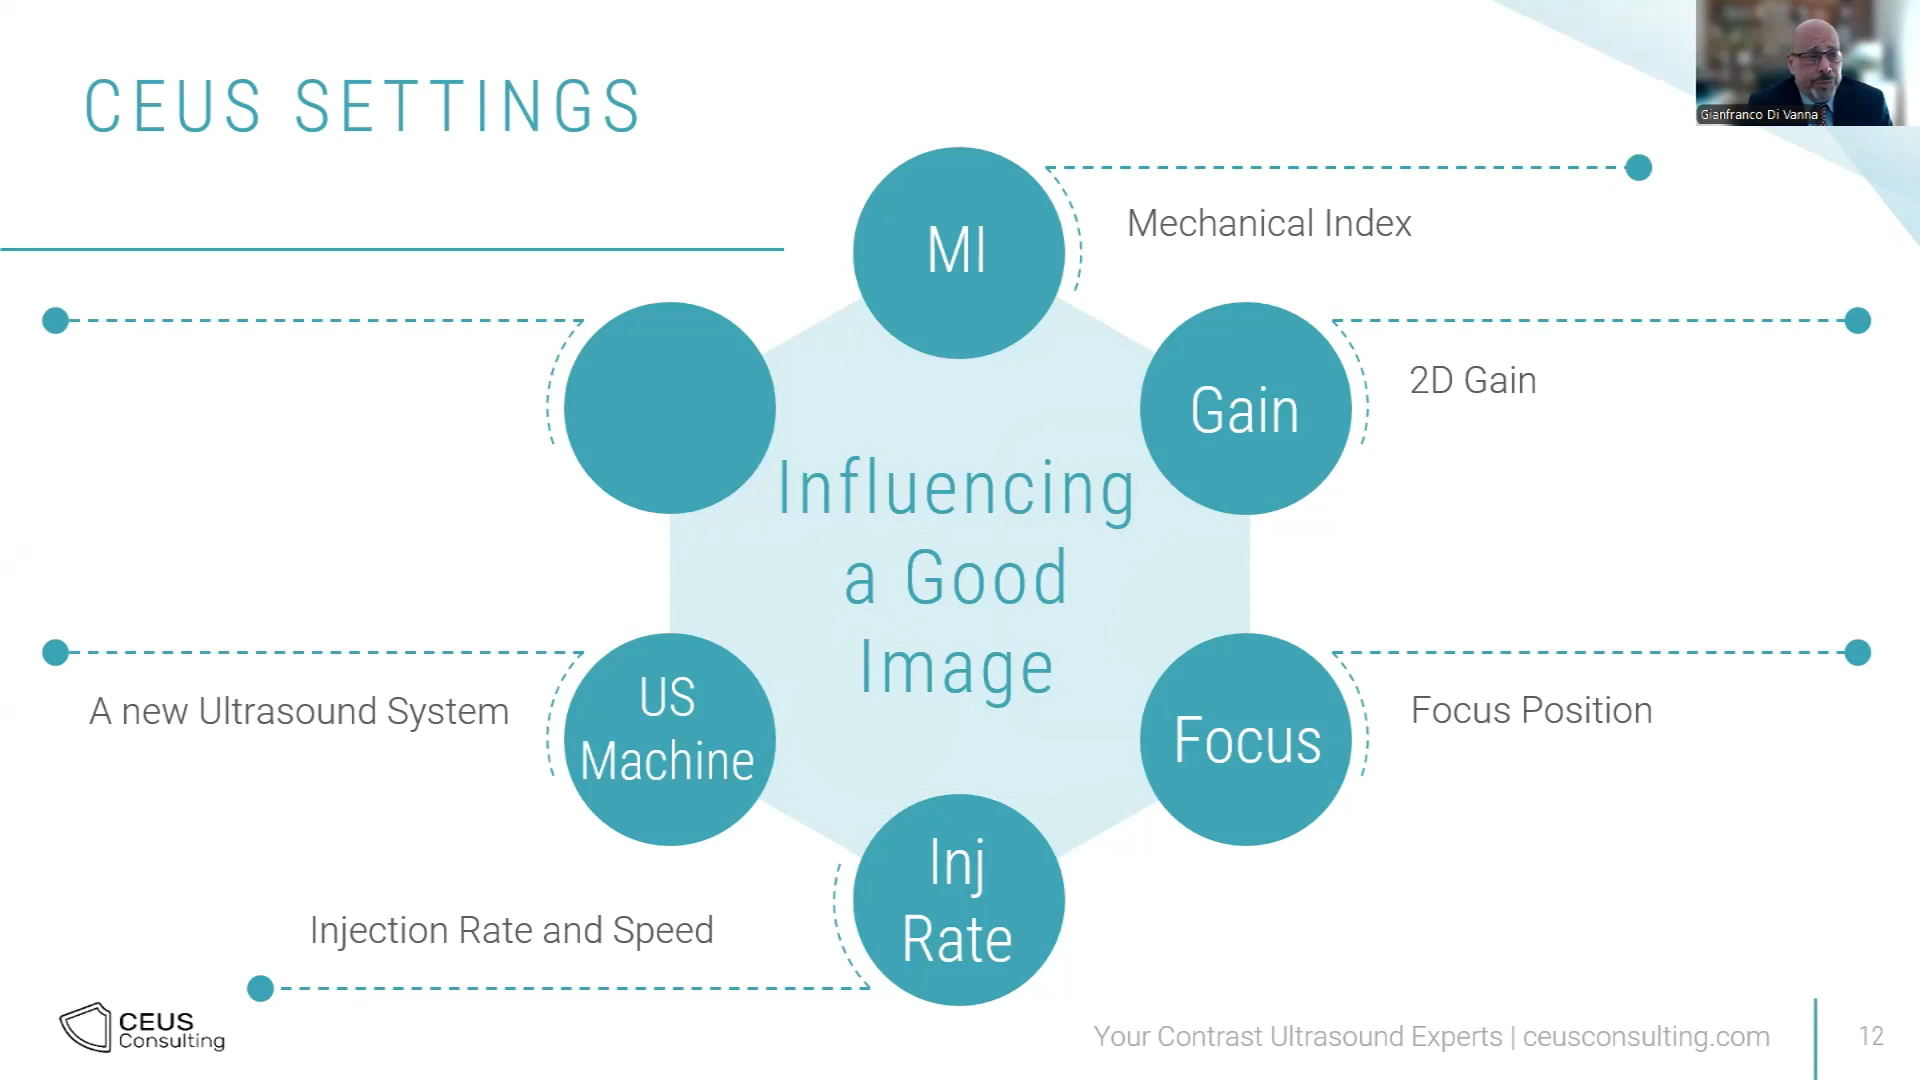 CEUS SETTINGS
Gianfranco Di Vanna
MI
Mechanical Index
Gain
2D Gain
Influencing
a Good
Image
US
Machine
A new Ultrasound System
Focus
Focus Position
Inj
Rate
Injection Rate and Speed
CEUS
Consulting
Your Contrast Ultrasound Experts | ceusconsulting.com
12